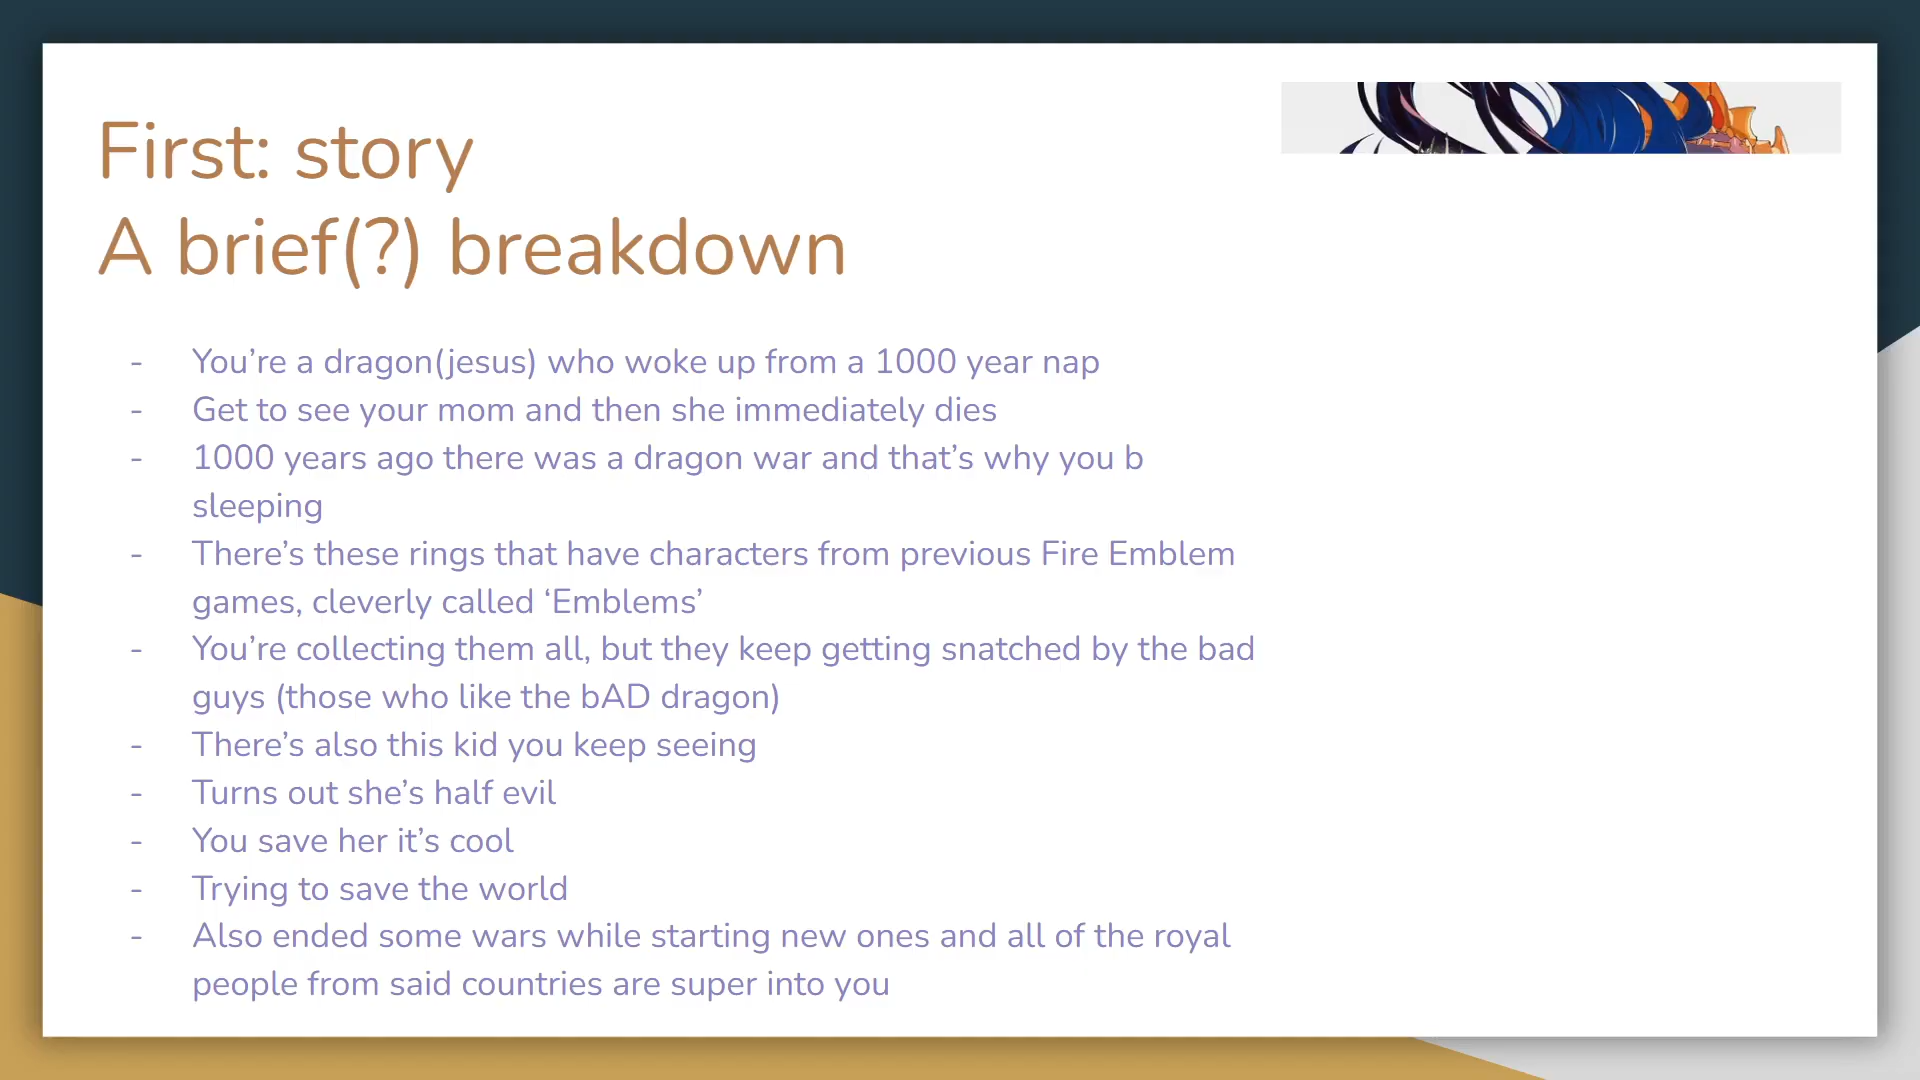 First: story
A brief(?) breakdown
- You’re a dragon(jesus) who woke up from a 1000 year nap
- Get to see your mom and then she immediately dies
- 1000 years ago there was a dragon war and that’s why you b
sleeping
- There’s these rings that have characters from previous Fire Emblem
games, cleverly called ‘Emblems’
- You’re collecting them all, but they keep getting snatched by the bad
guys (those who like the bAD dragon)
- There’s also this kid you keep seeing
- Turns out she’s half evil
- You save her it’s cool
- Trying to save the world
- Also ended some wars while starting new ones and all of the royal
people from said countries are super into you